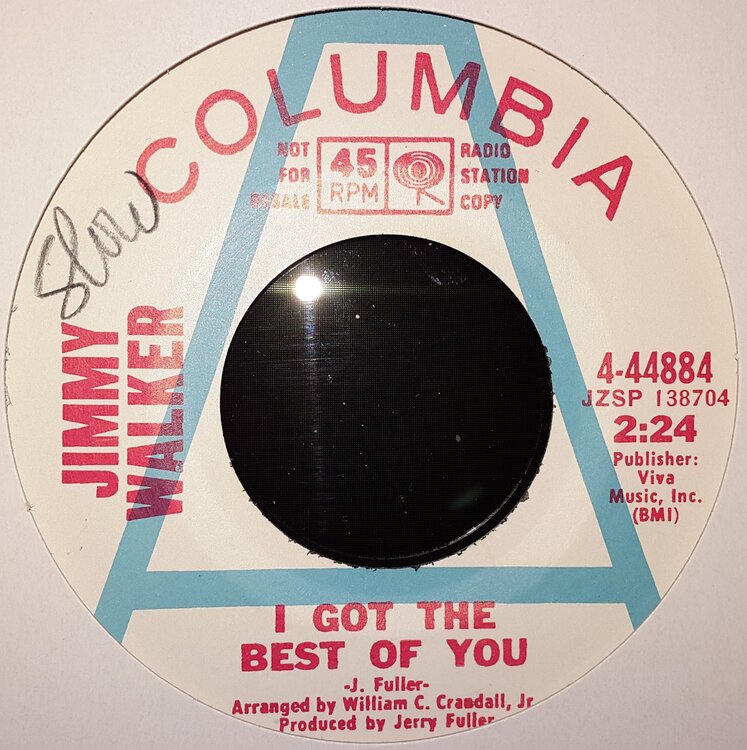 COLUMBIA
NOT
FOR
RESALE
45
RPM
RADIO
STATION
COPY
Slow
JIMMY
WALKER
4-44884
JZSP 138704
2:24
Publisher:
Viva
Music, Inc.
(BMI)
I GOT THE
BEST OF YOU
-J. Fuller-
Arranged by William C. Crandall, Jr
Produced by Jerry Fuller